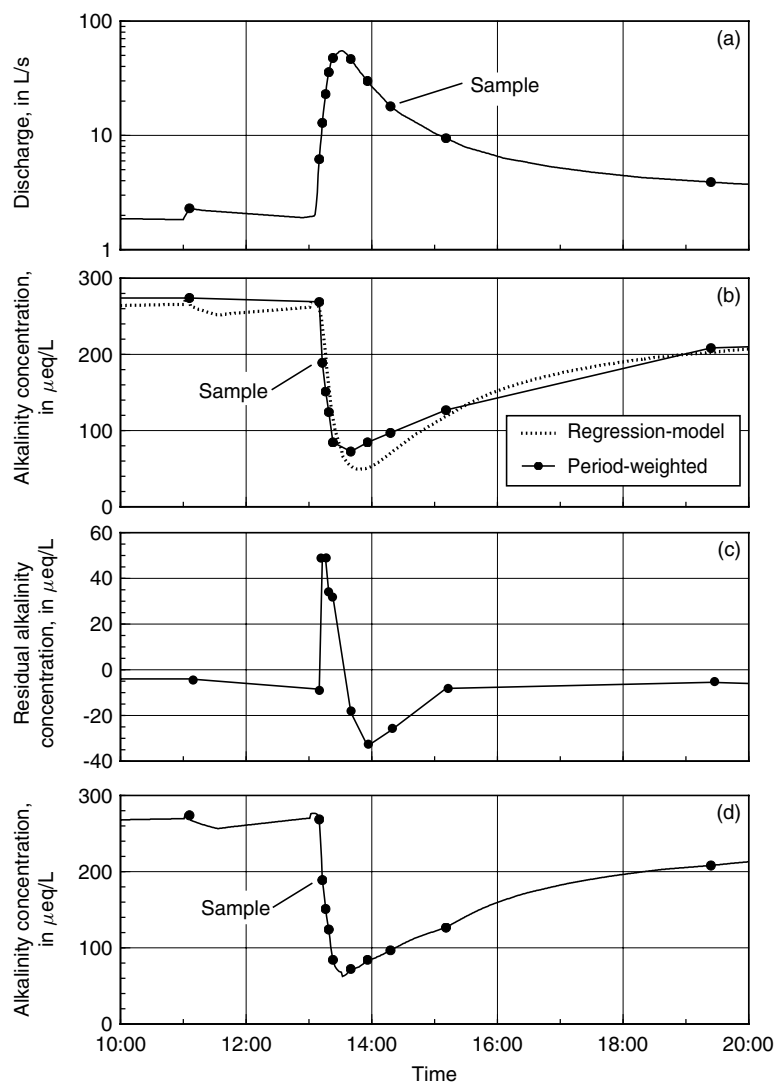 (a)
Discharge, in L/s
100
10
1
Sample
(b)
Alkalinity concentration,
in μeq/L
300
200
100
0
Sample
Regression-model
Period-weighted
(c)
Residual alkalinity
concentration, in μeq/L
60
40
20
0
-20
-40
(d)
Alkalinity concentration,
in μeq/L
300
200
100
0
Sample
10:00 12:00 14:00 16:00 18:00 20:00
Time